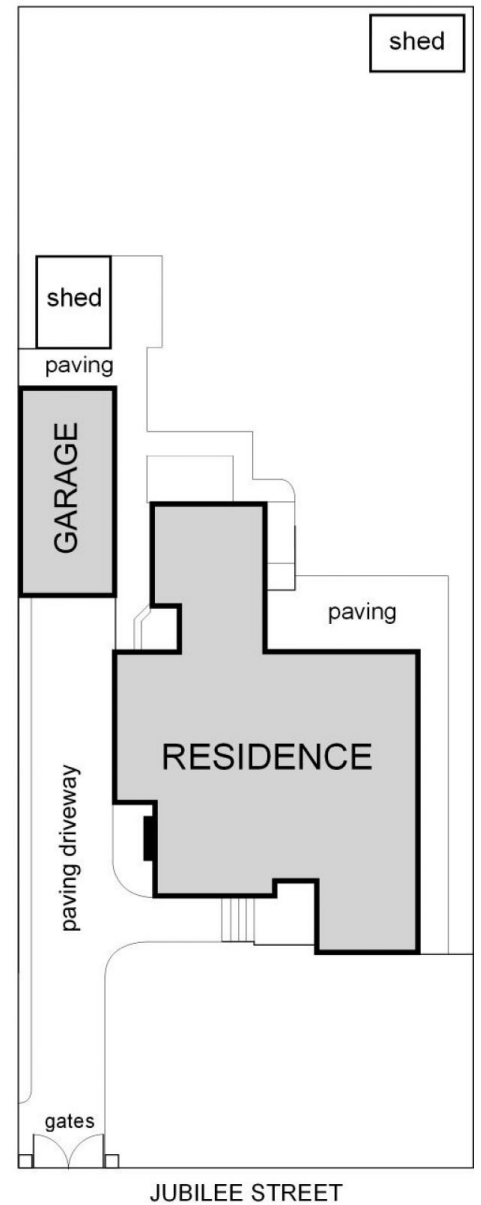 shed
shed
paving
GARAGE
paving
RESIDENCE
paving driveway
gates
JUBILEE STREET